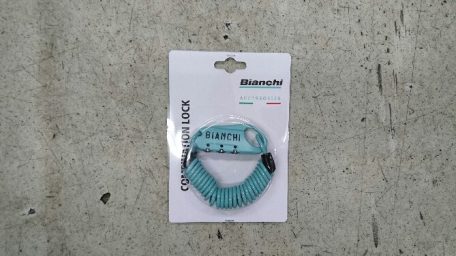 Bianchi
ACCESSORIES
COMBINATION LOCK
BIANCHI